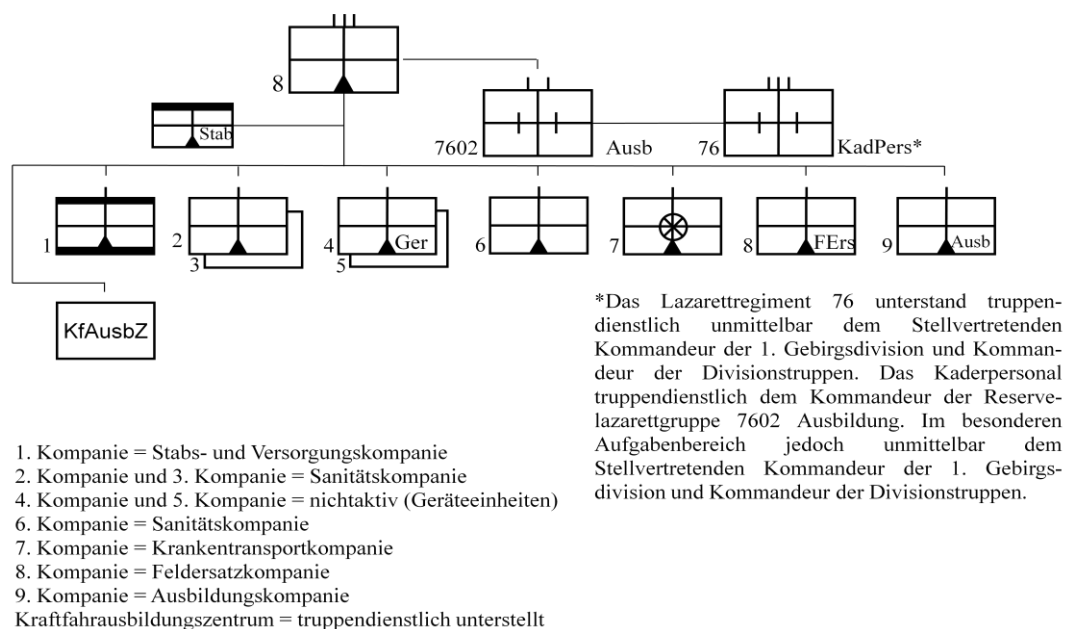 8
Stab
7602
Ausb
76
KadPers*
1
2
3
4
Ger
5
6
7
8
FErs
9
Ausb
KfAusbZ
*Das Lazarettregiment 76 unterstand truppen-
dienstlich unmittelbar dem Stellvertretenden
Kommandeur der 1. Gebirgsdivision und Komman-
deur der Divisionstruppen. Das Kaderpersonal
truppendienstlich dem Kommandeur der Reserve-
lazarettgruppe 7602 Ausbildung. Im besonderen
Aufgabenbereich jedoch unmittelbar dem
Stellvertretenden Kommandeur der 1. Gebirgs-
division und Kommandeur der Divisionstruppen.
1. Kompanie = Stabs- und Versorgungskompanie
2. Kompanie und 3. Kompanie = Sanitätskompanie
4. Kompanie und 5. Kompanie = nichtaktiv (Geräteeinheiten)
6. Kompanie = Sanitätskompanie
7. Kompanie = Krankentransportkompanie
8. Kompanie = Feldersatzkompanie
9. Kompanie = Ausbildungskompanie
Kraftfahrausbildungszentrum = truppendienstlich unterstellt